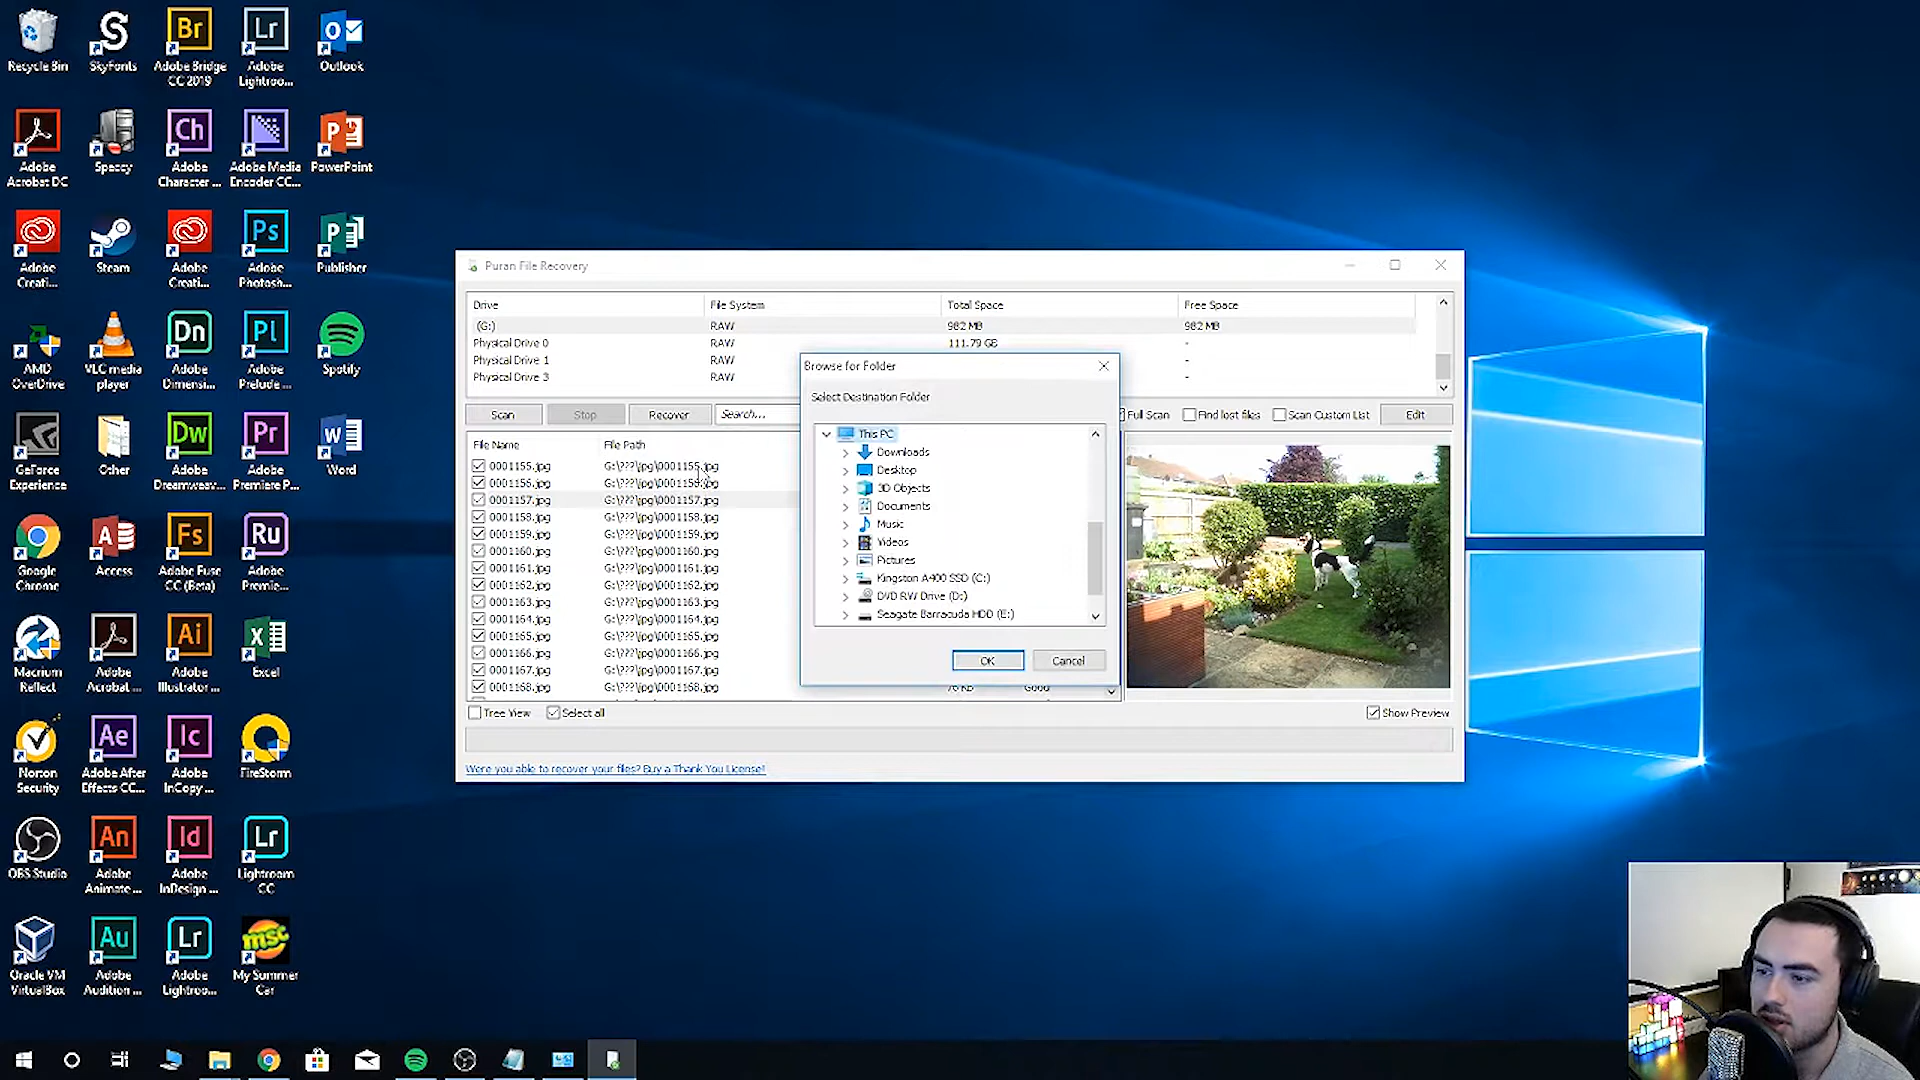 Recycle Bin
SkyFonts
Adobe Bridge
CC 2019
Adobe
Lightroo...
Outlook
Adobe
Acrobat DC
Speccy
Adobe
Character ...
Adobe Media
Encoder CC...
PowerPoint
Adobe
Creati...
Steam
Adobe
Creati...
Adobe
Photosh...
Publisher
AMD
OverDrive
VLC media
player
Adobe
Dimensi...
Adobe
Prelude ...
Spotify
GeForce
Experience
Other
Adobe
Dreamweav...
Adobe
Premiere P...
Word
Google
Chrome
Access
Adobe Fuse
CC (Beta)
Adobe
Premie...
Macrium
Reflect
Adobe
Acrobat ...
Adobe
Illustrator ...
Excel
Norton
Security
Adobe After
Effects CC...
Adobe
InCopy ...
FireStorm
OBS Studio
Adobe
Animate ...
Adobe
InDesign ...
Lightroom
CC
Oracle VM
VirtualBox
Adobe
Audition ...
Adobe
Lightroo...
My Summer
Car
Puran File Recovery
Drive File System Total Space Free Space
(G:) RAW 982 MB 982 MB
Physical Drive 0 RAW 111.79 GB -
Physical Drive 1 RAW -
Physical Drive 3 RAW -
Scan Stop Recover Search... Full Scan Find lost files Scan Custom List Edit
File Name File Path
0001155.jpg G:\???\jpg\0001155.jpg
0001156.jpg G:\???\jpg\0001156.jpg
0001157.jpg G:\???\jpg\0001157.jpg
0001158.jpg G:\???\jpg\0001158.jpg
0001159.jpg G:\???\jpg\0001159.jpg
0001160.jpg G:\???\jpg\0001160.jpg
0001161.jpg G:\???\jpg\0001161.jpg
0001162.jpg G:\???\jpg\0001162.jpg
0001163.jpg G:\???\jpg\0001163.jpg
0001164.jpg G:\???\jpg\0001164.jpg
0001165.jpg G:\???\jpg\0001165.jpg
0001166.jpg G:\???\jpg\0001166.jpg
0001167.jpg G:\???\jpg\0001167.jpg
0001168.jpg G:\???\jpg\0001168.jpg 70 KB Good
Tree View Select all Show Preview
Were you able to recover your files? Buy a Thank You License!
Browse for Folder
Select Destination Folder
This PC
Downloads
Desktop
3D Objects
Documents
Music
Videos
Pictures
Kingston A400 SSD (C:)
DVD RW Drive (D:)
Seagate Barracuda HDD (E:)
OK Cancel